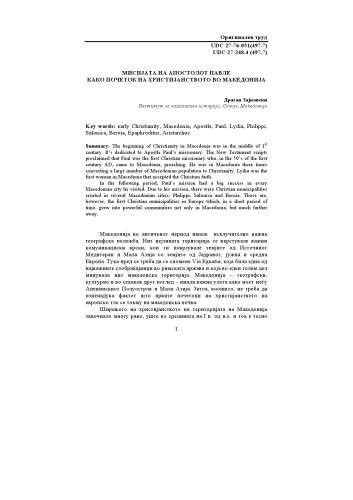 Оригинален труд
UDC 27-76-051(497.7)
UDC 27-248.4 (497.7)
МИСИЈАТА НА АПОСТОЛОТ ПАВЛЕ
КАКО ПОЧЕТОК НА ХРИСТИЈАНСТВОТО ВО МАКЕДОНИЈА
Драган Зајковски
Институт за национална историја, Скопје, Македонија
Key words: early Christianity, Macedonia, Apostle, Paul, Lydia, Philippi,
Salonica, Beroia, Epaphroditus, Aristarchus.
Summary: The beginning of Christianity in Macedonia was in the middle of 1st
century. It's dedicated to Apostle Paul's missionary. The New Testament scripts
proclaimed that Paul was the first Christian missionary who, in the 50's of the first
century AD, came to Macedonia, preaching. He was in Macedonia three times
converting a large number of Macedonian population to Christianity. Lydia was the
first woman in Macedonia that accepted the Christian faith.
In the following period, Paul's mission had a big success in every
Macedonian city he visited. Due to his mission, there were Christian municipalities
created in several Macedonian cities: Philippi, Salonica and Beroia. These are,
however, the first Christian municipalities in Europe which, in a short period of
time, grew into powerful communities not only in Macedonia, but much further
away.
Македонија во античкиот период имала исклучително важна
географска положба. Низ нејзината територија се вкрстувале важни
комуникациски врски, кои ги поврзувале земјите од Источниот
Медитеран и Мала Азија со земјите од Јадранот, јужна и средна
Европа. Тука пред сѐ треба да се спомене Via Egnatia, која била една од
најважните сообраќајници во римската држава и која во еден голем дел
минувала низ македонска територија. Македонија – географски,
културно и во секаков друг поглед – имала важна улога како мост меѓу
Апенинскиот Полуостров и Мала Азија. Затоа, воопшто, не треба да
изненадува фактот што првите почетоци на христијанството на
европско тло се токму на македонска почва.
Ширењето на христијанството на територијата на Македонија
започнало многу рано, уште во средината на I в. од н.е. и тоа е тесно
1